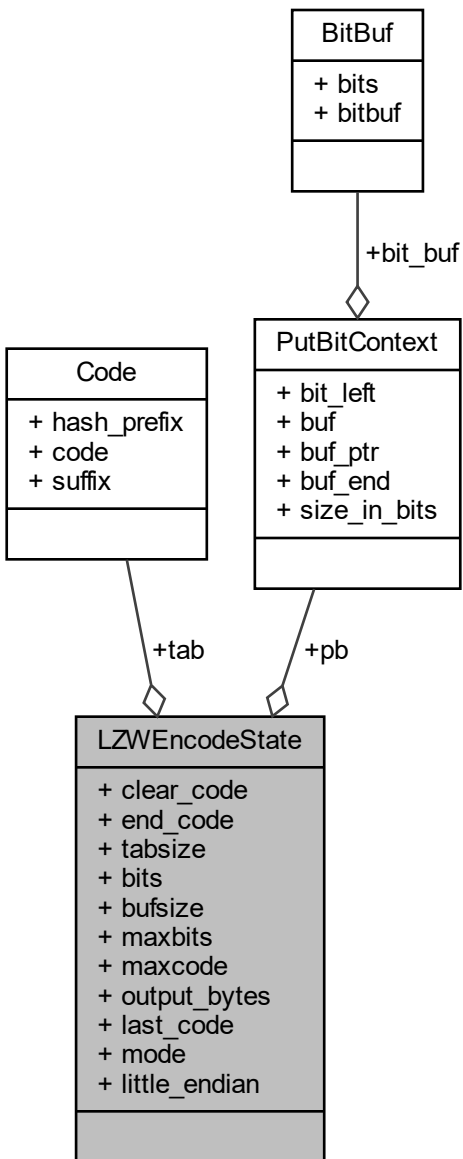 BitBuf
+ bits
+ bitbuf
+bit_buf
PutBitContext
+ bit_left
+ buf
+ buf_ptr
+ buf_end
+ size_in_bits
Code
+ hash_prefix
+ code
+ suffix
+tab
+pb
LZWEncodeState
+ clear_code
+ end_code
+ tabsize
+ bits
+ bufsize
+ maxbits
+ maxcode
+ output_bytes
+ last_code
+ mode
+ little_endian